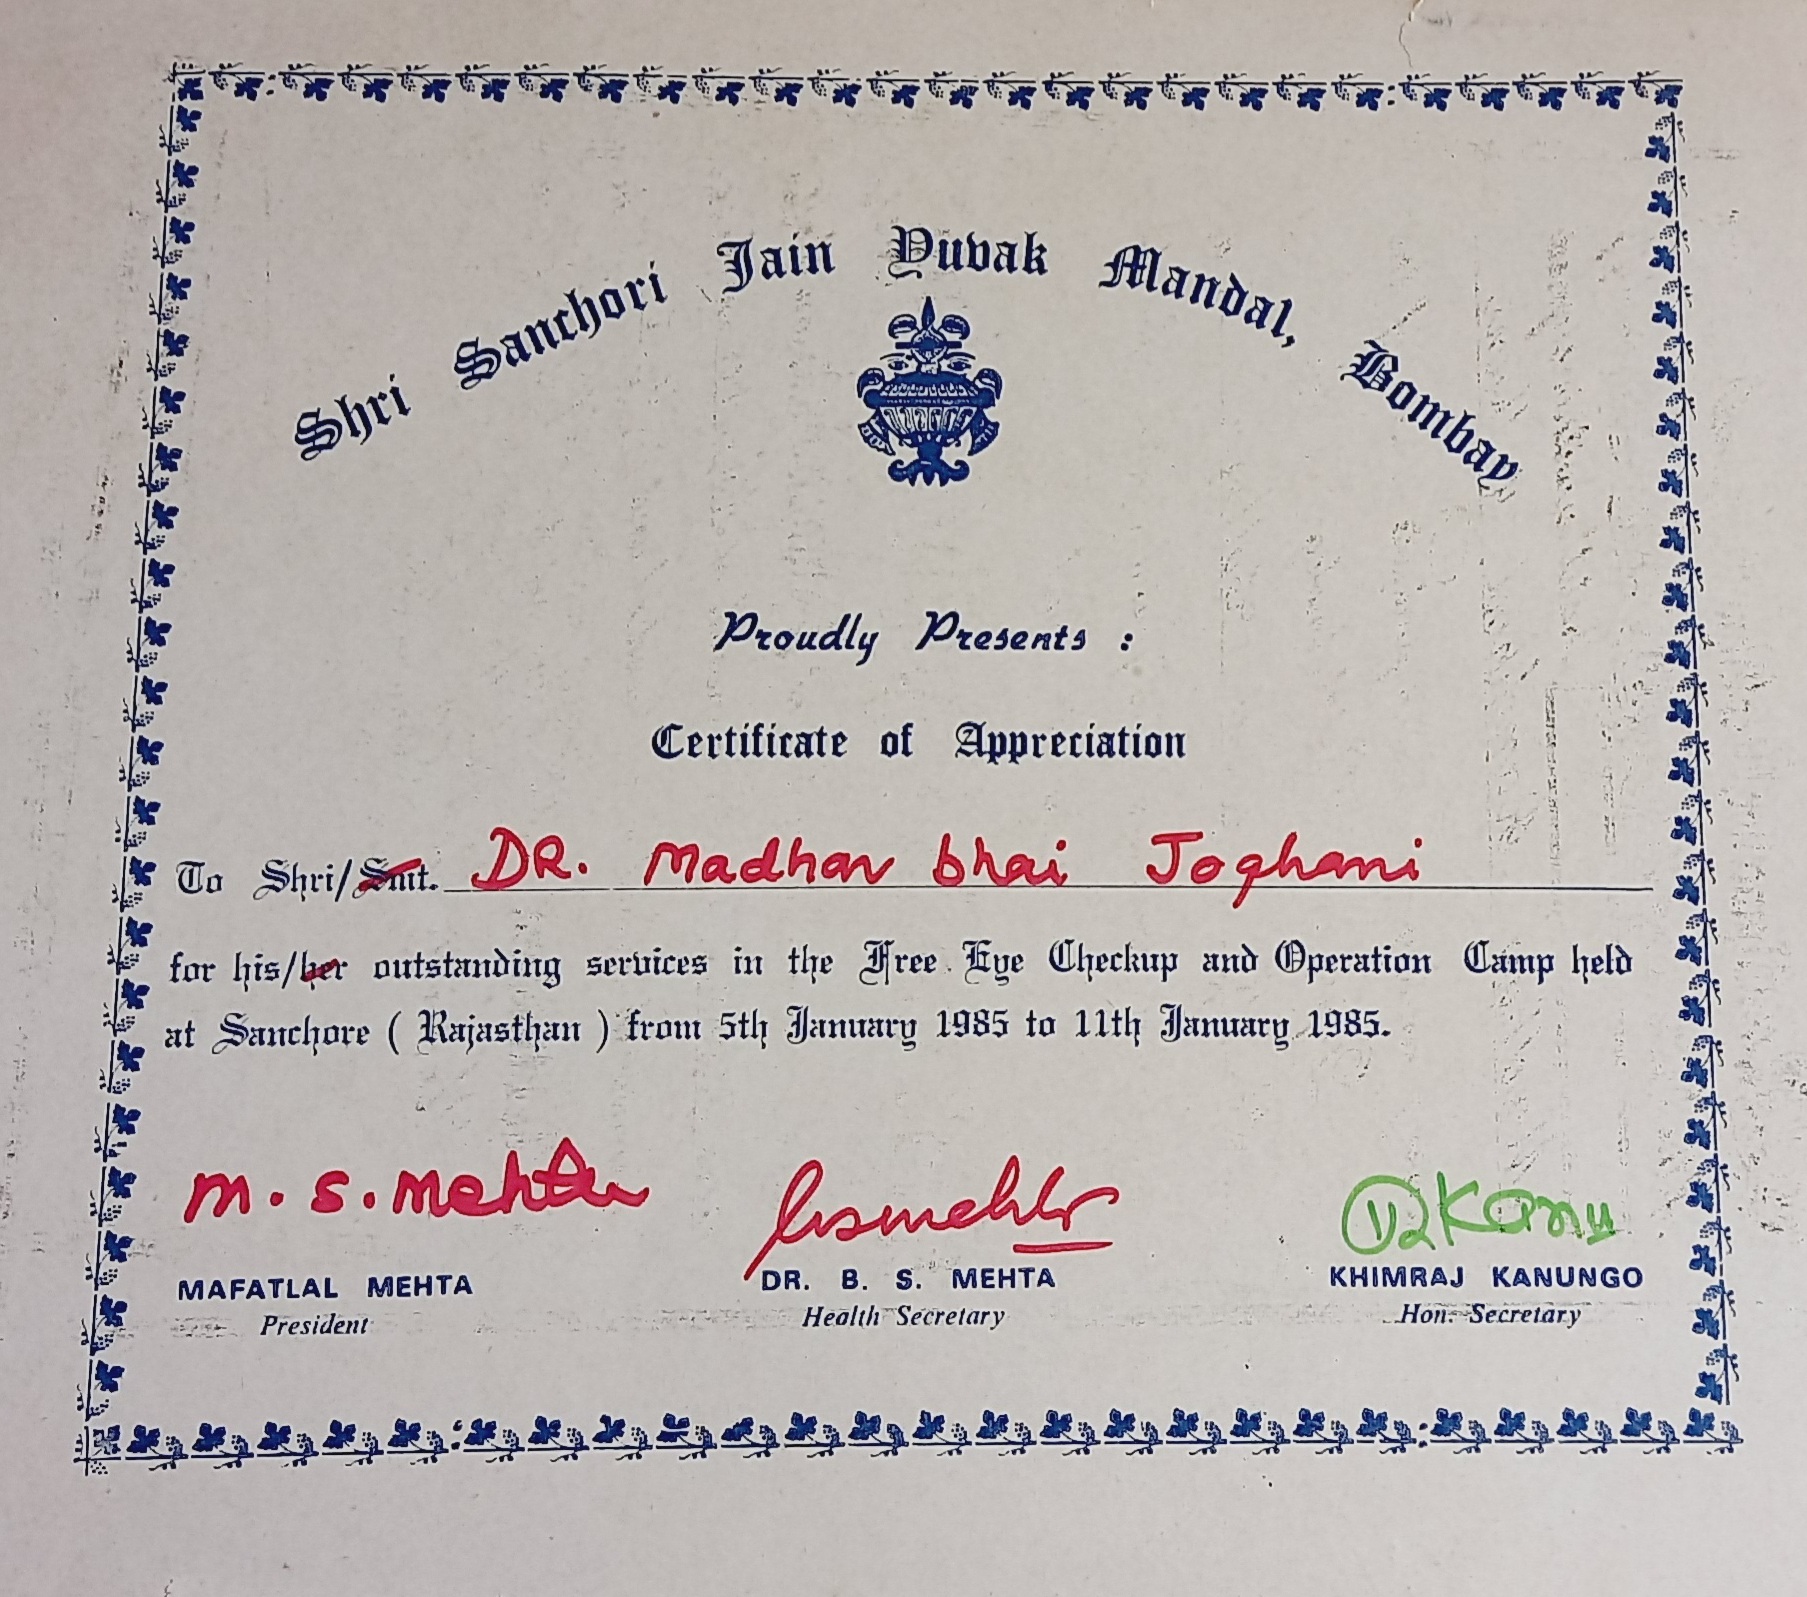 Shri Sanchori Jain Yuvak Mandal, Bombay
Proudly Presents :
Certificate of Appreciation
To Shri/Smt. DR. Madhav bhai Joghani
for his/her outstanding services in the Free Eye Checkup and Operation Camp held
at Sanchore ( Rajasthan ) from 5th January 1985 to 11th January 1985.
M. S. Mehta
Bsmehta
MAFATLAL MEHTA
President
DR. B. S. MEHTA
Health Secretary
KHIMRAJ KANUNGO
Hon. Secretary